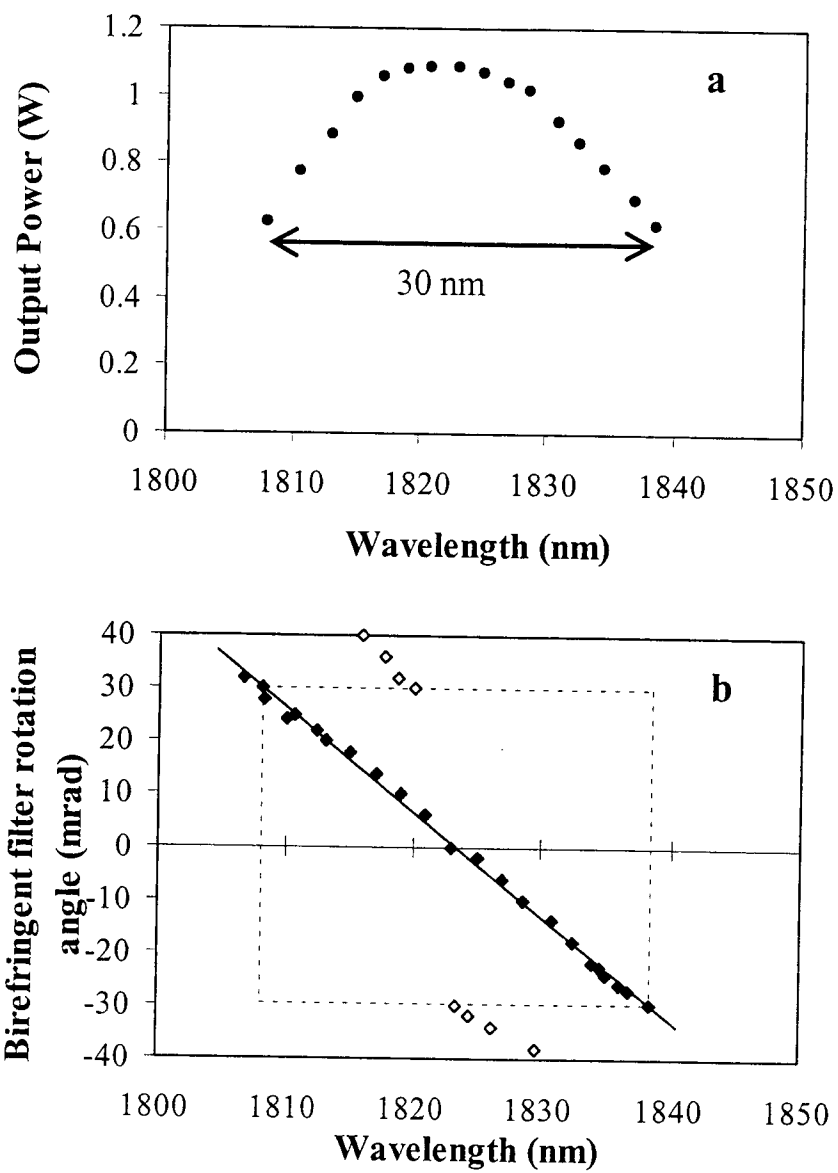 1.2
1
0.8
0.6
0.4
0.2
0
Output Power (W)
a
30 nm
1800 1810 1820 1830 1840 1850
Wavelength (nm)
40
30
20
10
0
-10
-20
-30
-40
Birefringent filter rotation
angle (mrad)
b
1800 1810 1820 1830 1840 1850
Wavelength (nm)